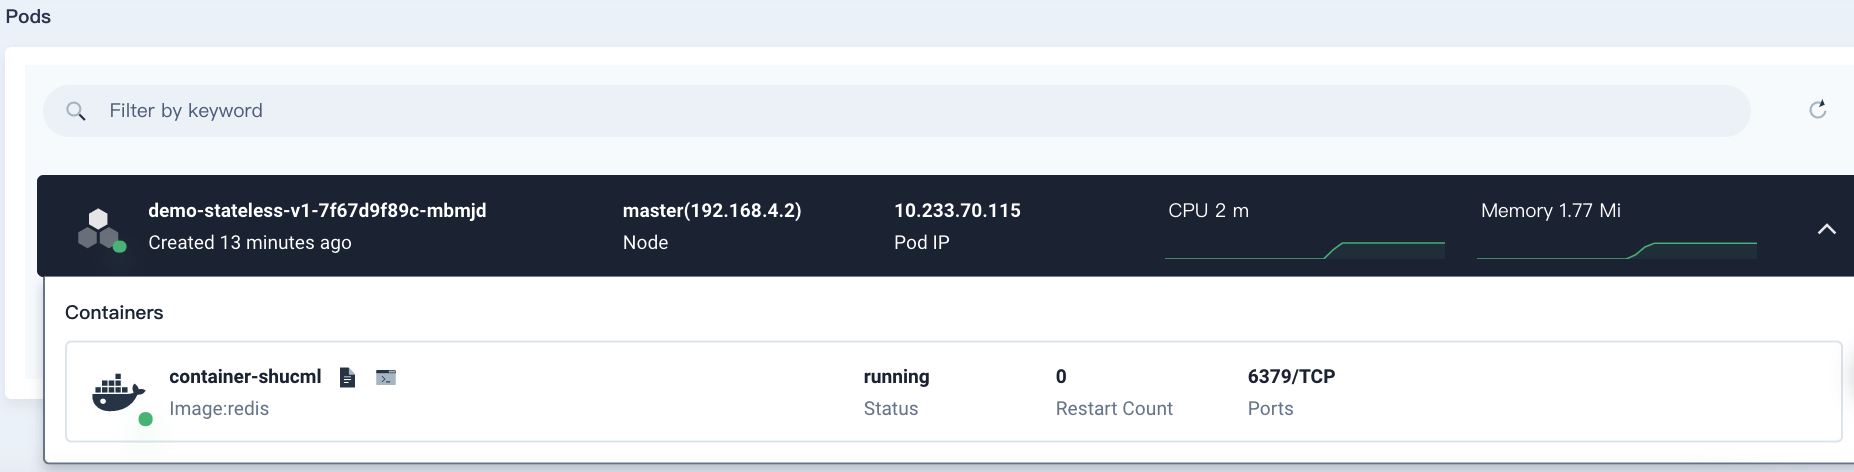 Pods
Filter by keyword
demo-stateless-v1-7f67d9f89c-mbmjd
Created 13 minutes ago
master(192.168.4.2)
Node
10.233.70.115
Pod IP
CPU 2 m
Memory 1.77 Mi
Containers
container-shucml
Image:redis
running
Status
0
Restart Count
6379/TCP
Ports